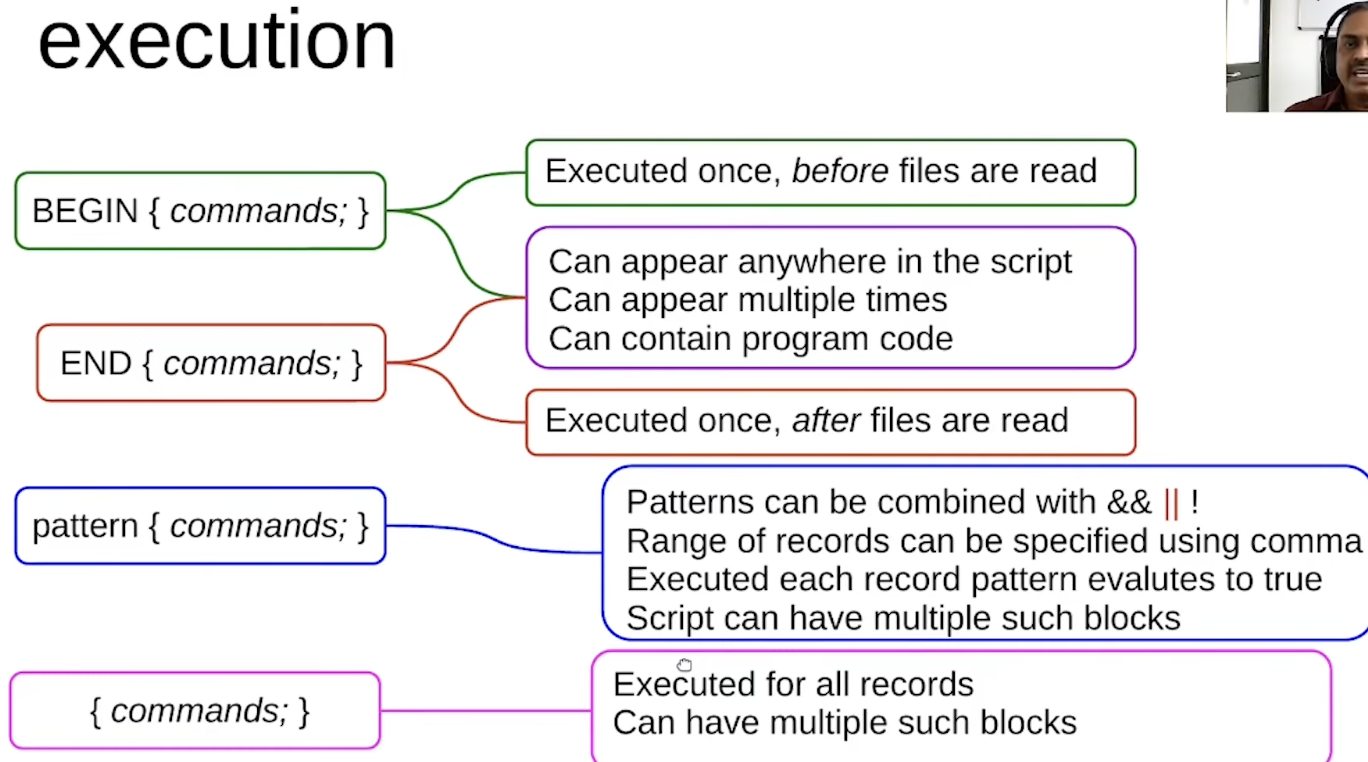 execution
BEGIN { commands; }
Executed once, before files are read
Can appear anywhere in the script
Can appear multiple times
Can contain program code
END { commands; }
Executed once, after files are read
pattern { commands; }
Patterns can be combined with && || !
Range of records can be specified using comma
Executed each record pattern evalutes to true
Script can have multiple such blocks
{ commands; }
Executed for all records
Can have multiple such blocks